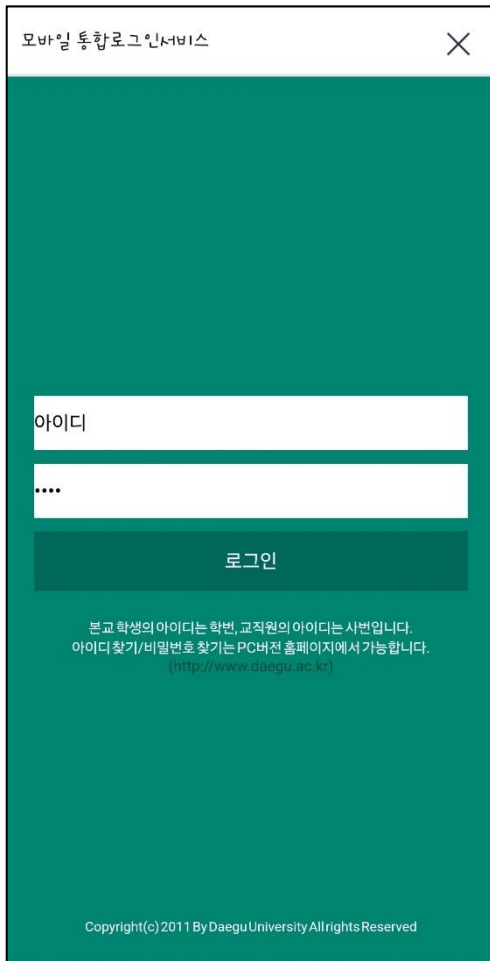 모바일 통합로그인서비스
아이디
••••
로그인
본교 학생의 아이디는 학번, 교직원의 아이디는 사번입니다.
아이디 찾기/비밀번호 찾기는 PC버전 홈페이지에서 가능합니다.
(http://www.daegu.ac.kr)
Copyright(c) 2011 By Daegu University All rights Reserved